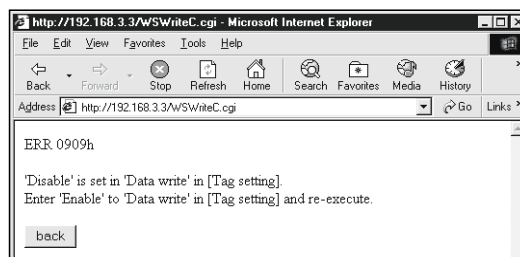 http://192.168.3.3/WSWriteC.cgi - Microsoft Internet Explorer
File Edit View Favorites Tools Help
Back Forward Stop Refresh Home Search Favorites Media History
Address http://192.168.3.3/WSWriteC.cgi Go Links
ERR 0909h
'Disable' is set in 'Data write' in [Tag setting].
Enter 'Enable' to 'Data write' in [Tag setting] and re-execute.
back